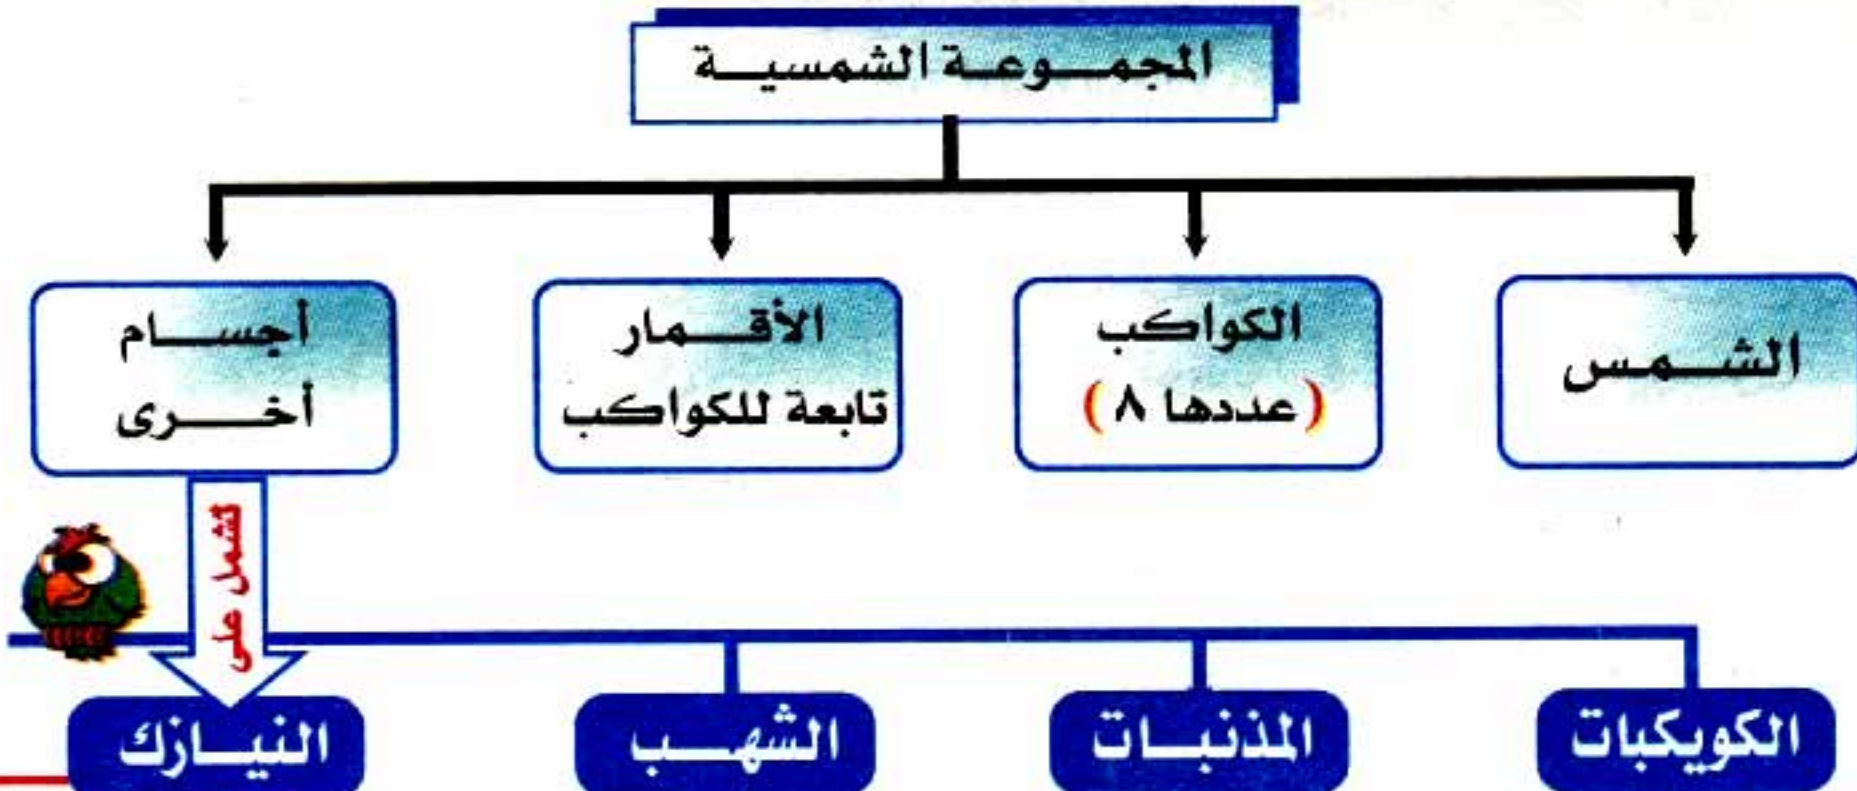 المجموعة الشمسية
الشمس
الكواكب
(عددها ٨)
الأقمار
تابعة للكواكب
أجسام
أخرى
تشمل على
الكويكبات
المذنبات
الشهب
النيازك